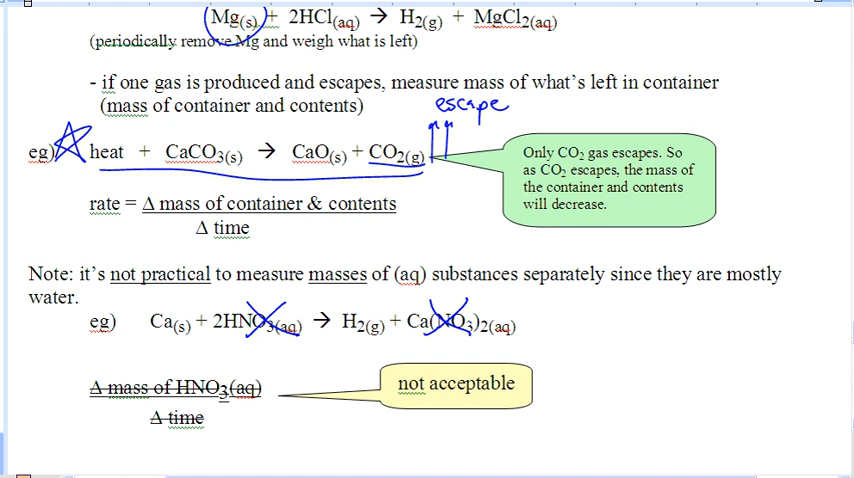 Mg(s) + 2HCl(aq) → H2(g) + MgCl2(aq)
(periodically remove Mg and weigh what is left)
- if one gas is produced and escapes, measure mass of what's left in container
(mass of container and contents)
escape
eg) heat + CaCO3(s) → CaO(s) + CO2(g)
Only CO2 gas escapes. So
as CO2 escapes, the mass of
the container and contents
will decrease.
rate = Δ mass of container & contents
Δ time
Note: it's not practical to measure masses of (aq) substances separately since they are mostly
water.
eg) Ca(s) + 2HNO3(aq) → H2(g) + Ca(NO3)2(aq)
Δ mass of HNO3(aq)
not acceptable
Δ time